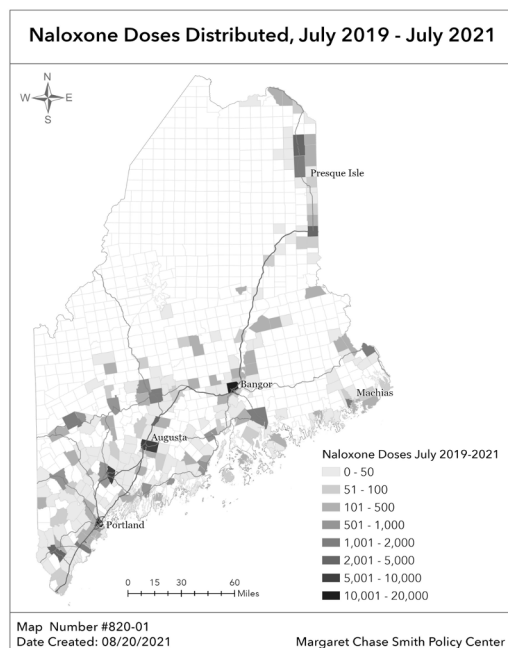 Naloxone Doses Distributed, July 2019 - July 2021
N
W E
S
Presque Isle
Bangor
Machias
Augusta
Portland
Naloxone Doses July 2019-2021
0 - 50
51 - 100
101 - 500
501 - 1,000
1,001 - 2,000
2,001 - 5,000
5,001 - 10,000
10,001 - 20,000
0 15 30 60
Miles
Map Number #820-01
Date Created: 08/20/2021
Margaret Chase Smith Policy Center